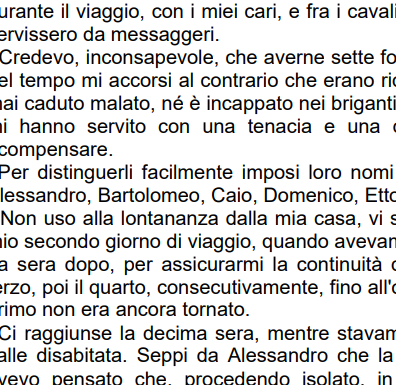 urante il viaggio, con i miei cari, e fra i cavali
ervissero da messaggeri.
Credevo, inconsapevole, che averne sette fo
el tempo mi accorsi al contrario che erano ri
nai caduto malato, né è incappato nei briganti
ni hanno servito con una tenacia e una
compensare.
Per distinguerli facilmente imposi loro nomi
lessandro, Bartolomeo, Caio, Domenico, Etto
Non uso alla lontananza dalla mia casa, vi s
nio secondo giorno di viaggio, quando avevam
a sera dopo, per assicurarmi la continuità
erzo, poi il quarto, consecutivamente, fino all'
rimo non era ancora tornato.
Ci raggiunse la decima sera, mentre stavam
alle disabitata. Seppi da Alessandro che la
vevo pensato che, procedendo isolato, in